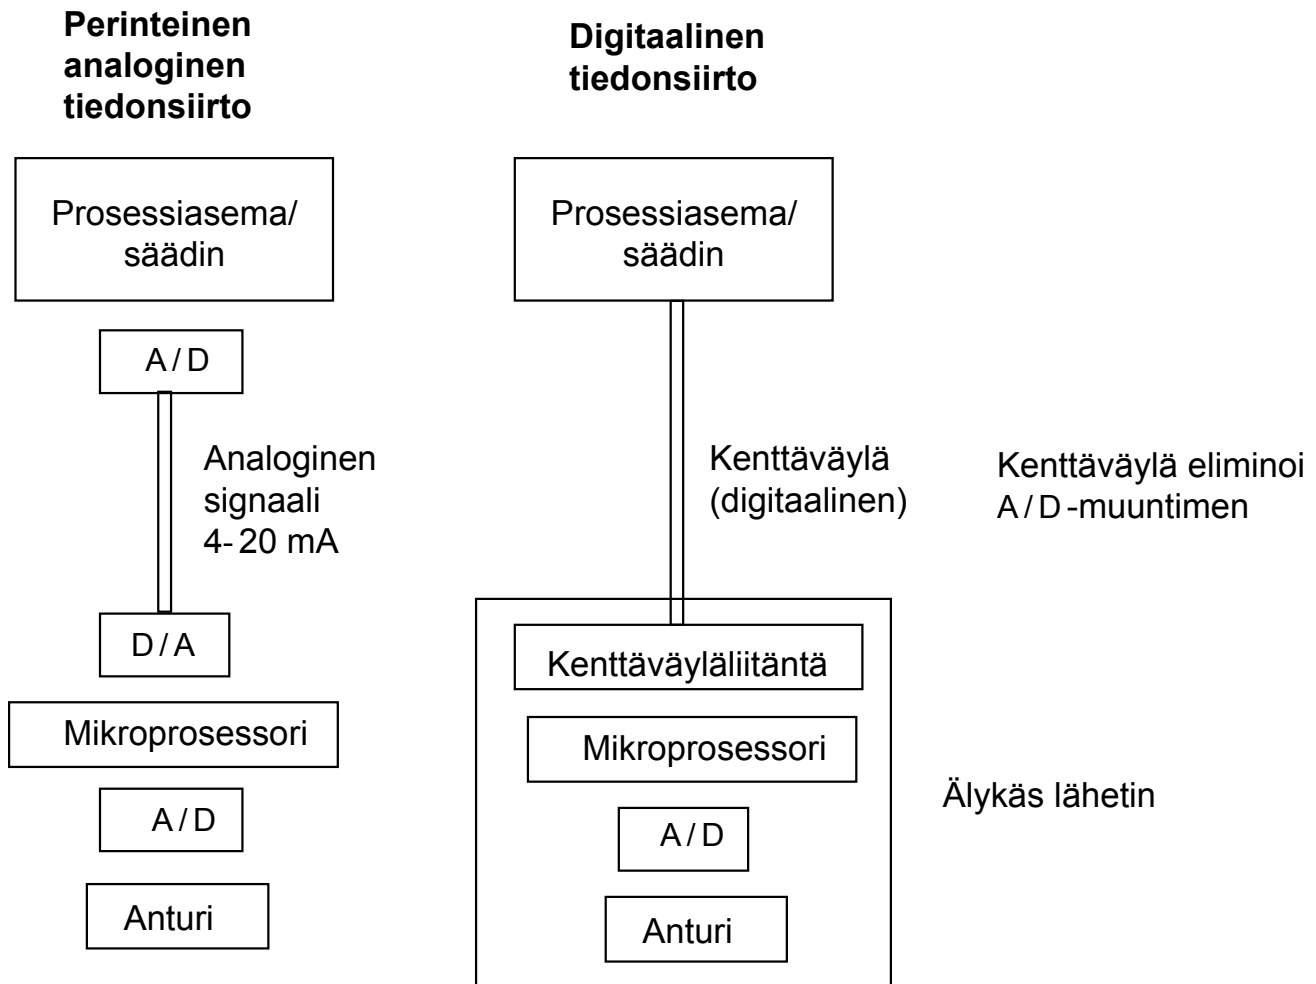 Perinteinen
analoginen
tiedonsiirto
Prosessiasema/
säädin
A / D
Analoginen
signaali
4- 20 mA
D / A
Mikroprosessori
A / D
Anturi
Digitaalinen
tiedonsiirto
Prosessiasema/
säädin
Kenttäväylä
(digitaalinen)
Kenttäväyläliitäntä
Mikroprosessori
A / D
Anturi
Kenttäväylä eliminoi
A / D -muuntimen
Älykäs lähetin